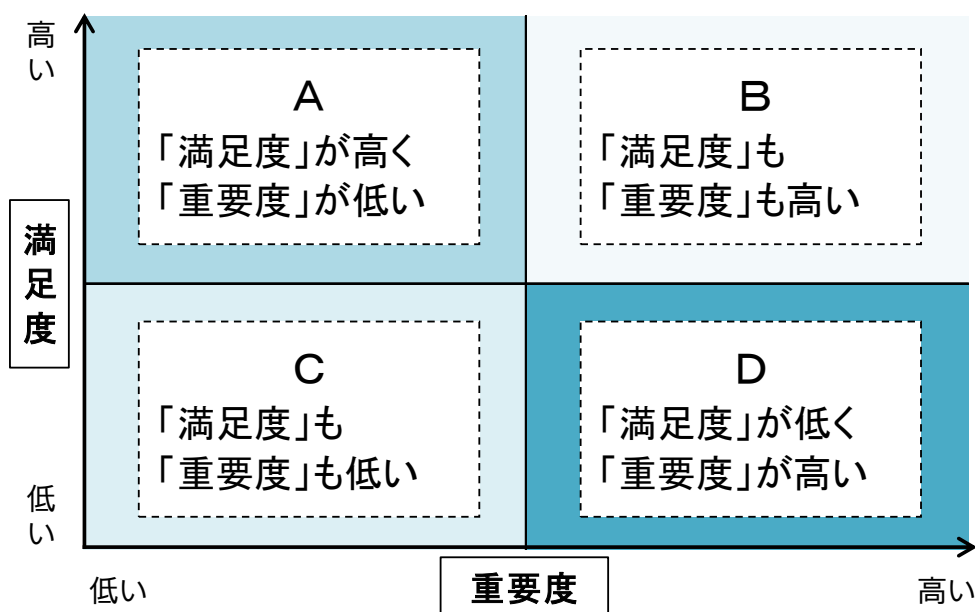 高い
A
「満足度」が高く
「重要度」が低い
B
「満足度」も
「重要度」も高い
満足度
C
「満足度」も
「重要度」も低い
D
「満足度」が低く
「重要度」が高い
低い
低い
重要度
高い